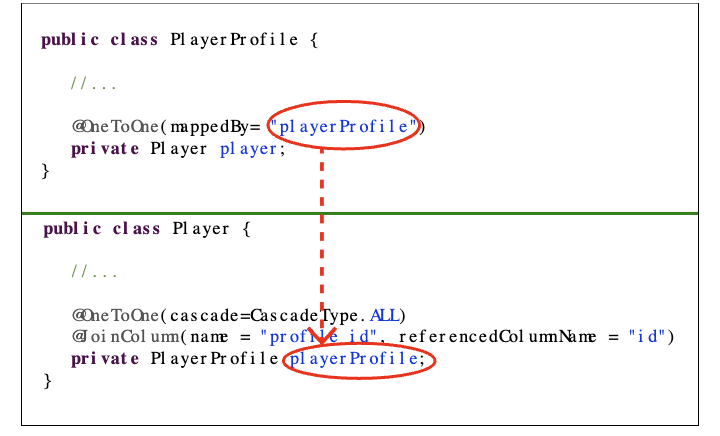 public class PlayerProfile {
//...
@OneToOne(mappedBy= "playerProfile")
private Player player;
}
public class Player {
//...
@OneToOne(cascade=CascadeType.ALL)
@JoinColumn(name = "profile_id", referencedColumnName = "id")
private PlayerProfile playerProfile;
}